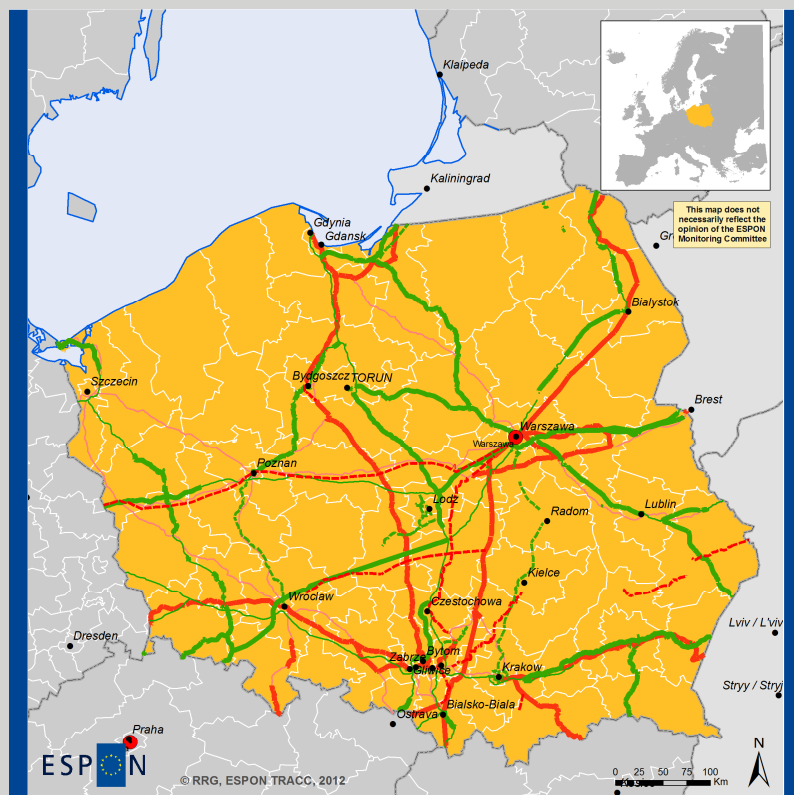 Klaipeda
Kaliningrad
This map does not
necessarily reflect the
opinion of the ESPON
Monitoring Committee
Gr
Gdynia
Gdansk
Bialystok
Szczecin
Bydgoszcz
TORUN
Brest
Warszawa
Warszawa
Poznan
Lodz
Radom
Lublin
Kielce
Wroclaw
Czestochowa
Lviv / L'viv
Dresden
Bytom
Zabrze
Gliwice
Krakow
Stryy / Stryj
Bialsko-Biala
Ostrava
Praha
N
ESPON
© RRG, ESPON TRACC, 2012
0 25 50 75 100
Km